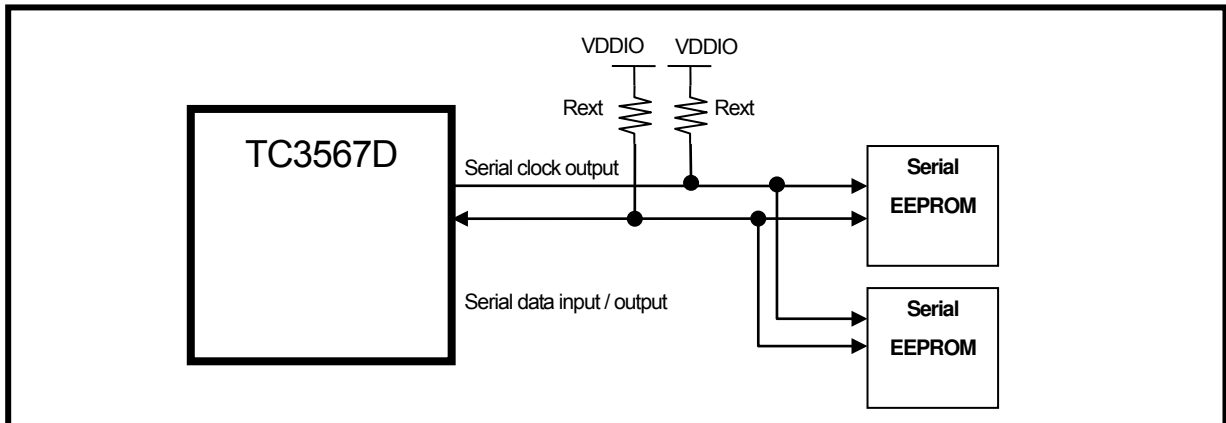 VDDIO VDDIO
Rext Rext
TC3567D
Serial clock output
Serial
EEPROM
Serial data input / output
Serial
EEPROM